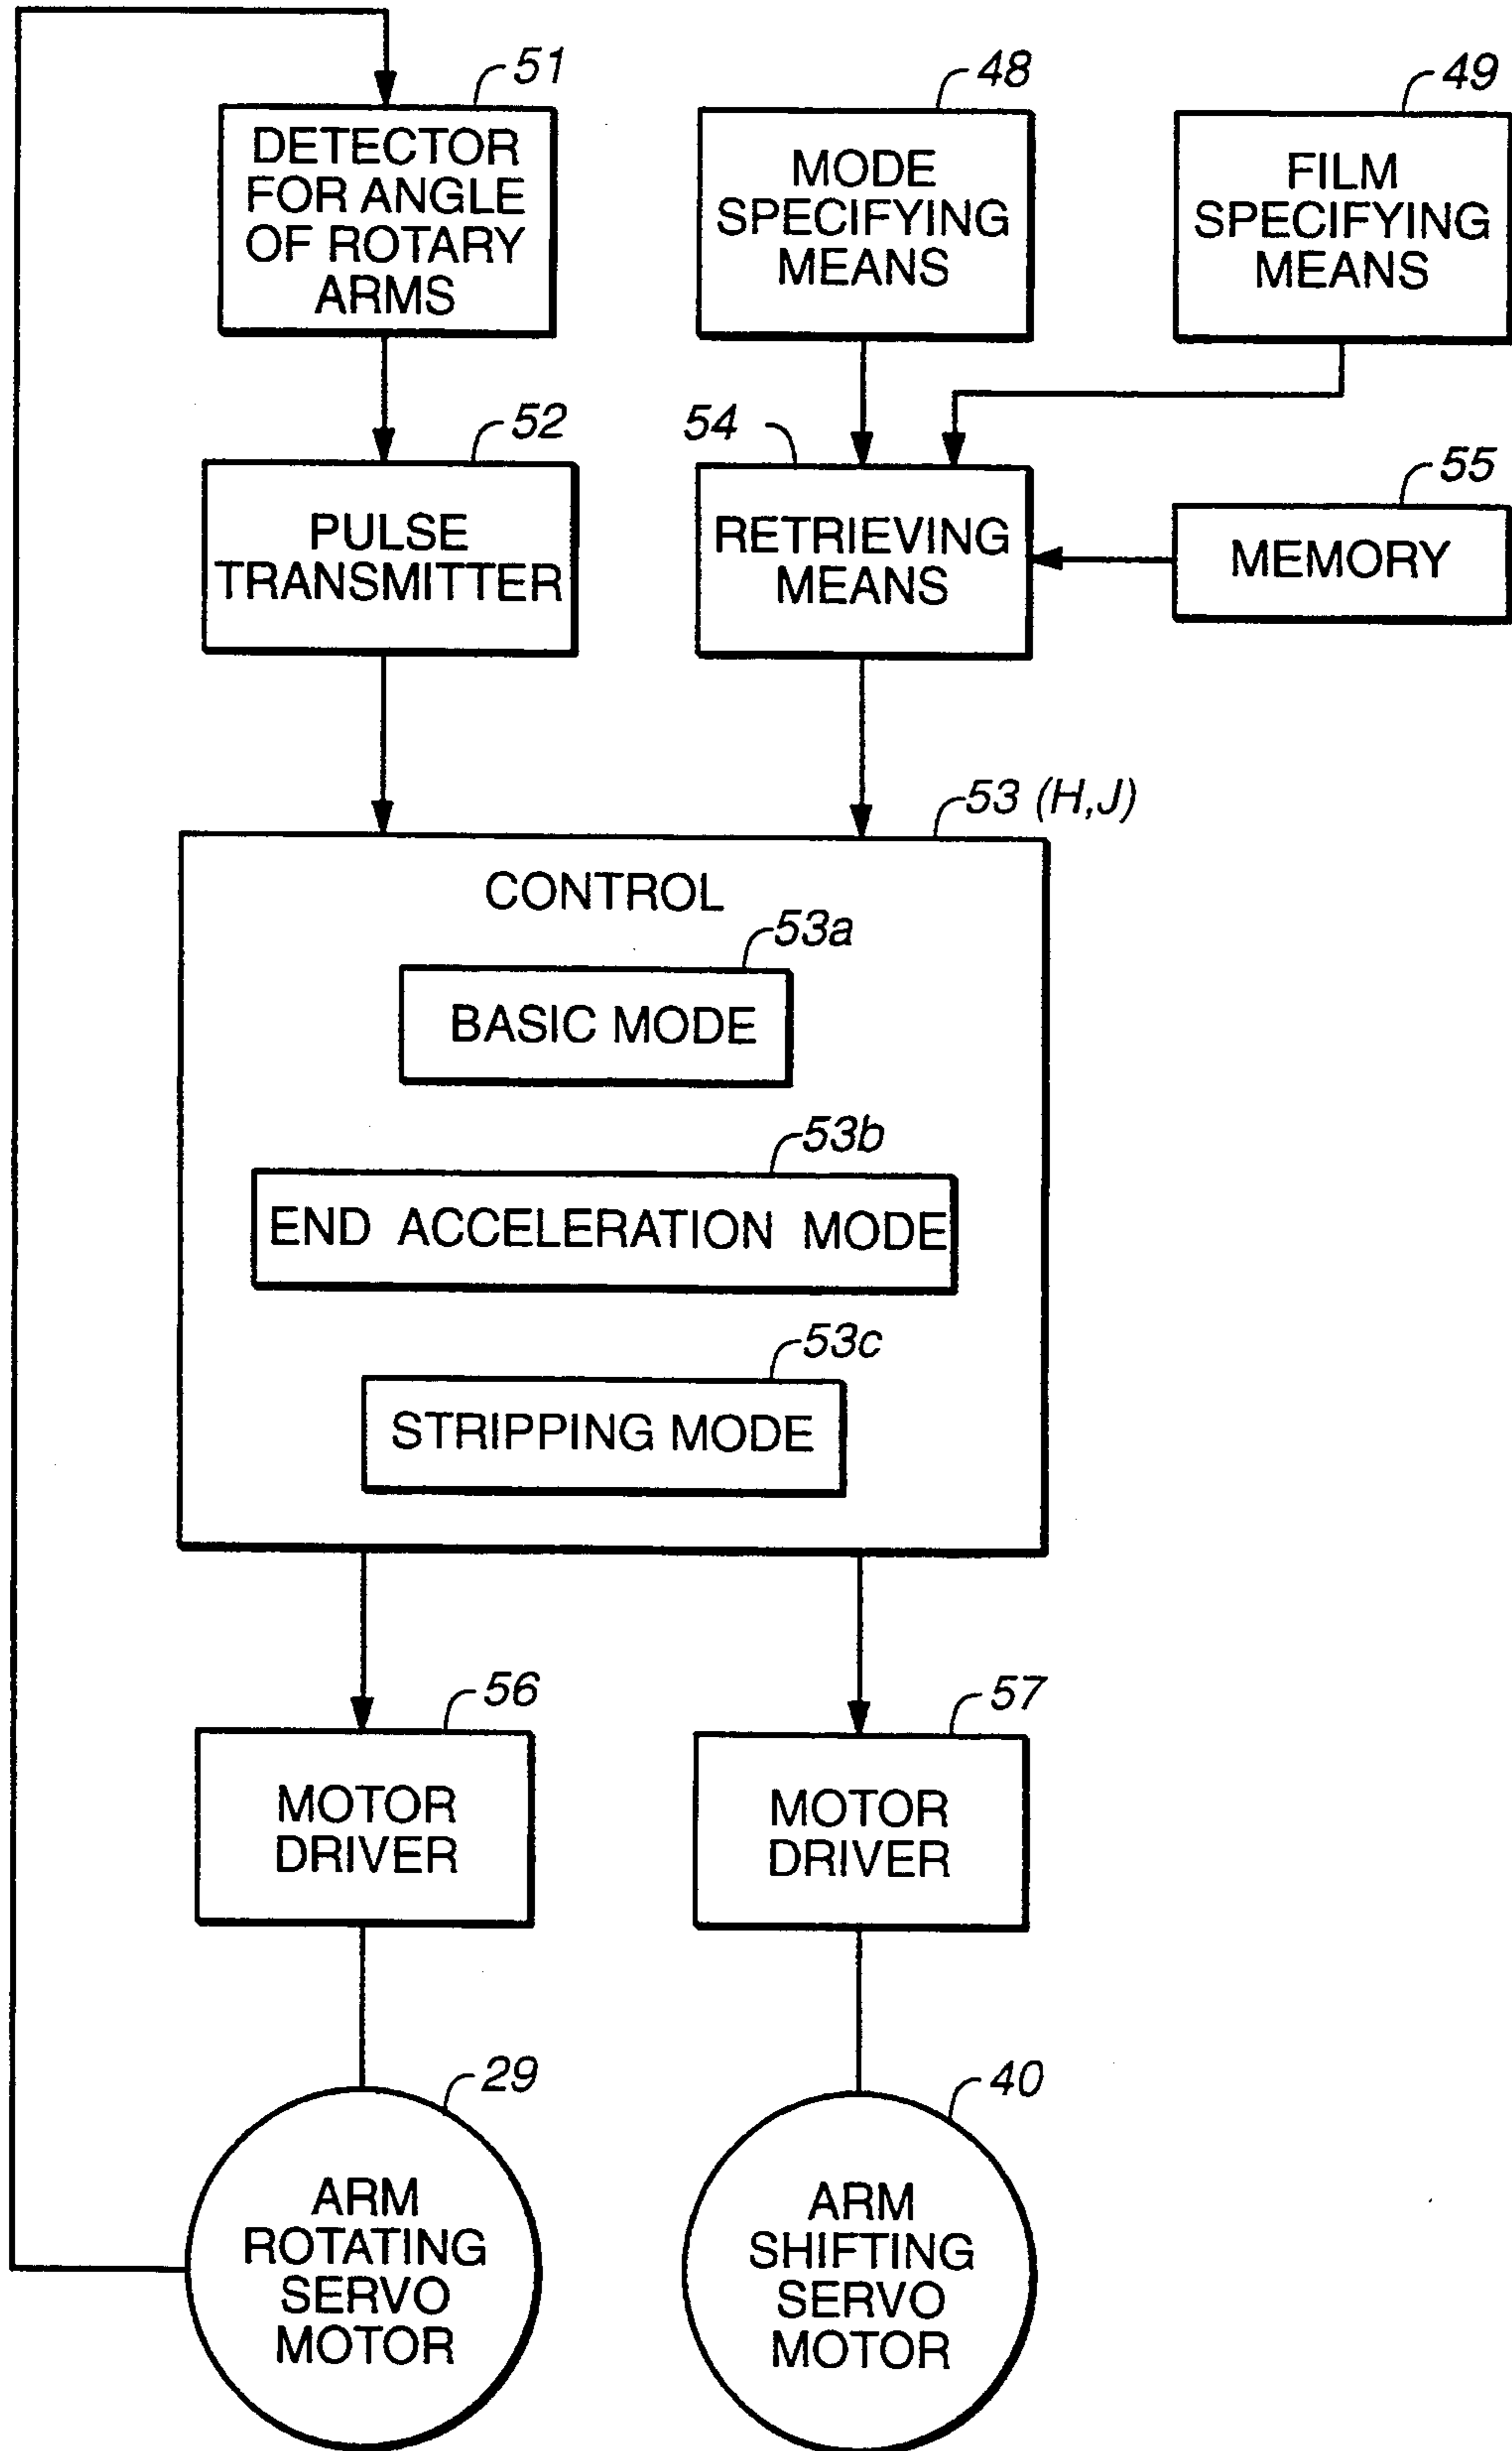 51
DETECTOR
FOR ANGLE
OF ROTARY
ARMS
48
MODE
SPECIFYING
MEANS
49
FILM
SPECIFYING
MEANS
52
PULSE
TRANSMITTER
54
RETRIEVING
MEANS
55
MEMORY
53 (H,J)
CONTROL
53a
BASIC MODE
53b
END ACCELERATION MODE
53c
STRIPPING MODE
56
MOTOR
DRIVER
57
MOTOR
DRIVER
29
ARM
ROTATING
SERVO
MOTOR
40
ARM
SHIFTING
SERVO
MOTOR